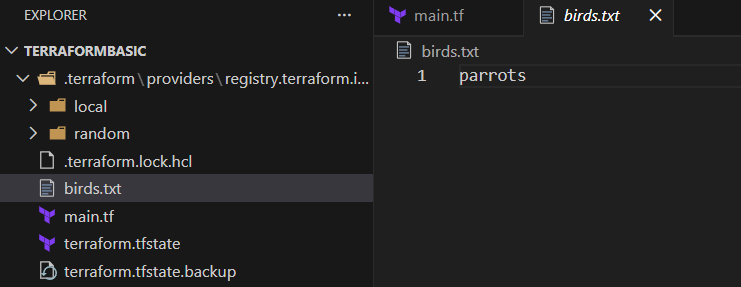 EXPLORER ...
TERRAFORMBASIC
.terraform\providers\registry.terraform.i...
local
random
.terraform.lock.hcl
birds.txt
main.tf
terraform.tfstate
terraform.tfstate.backup
main.tf birds.txt
birds.txt
1 parrots